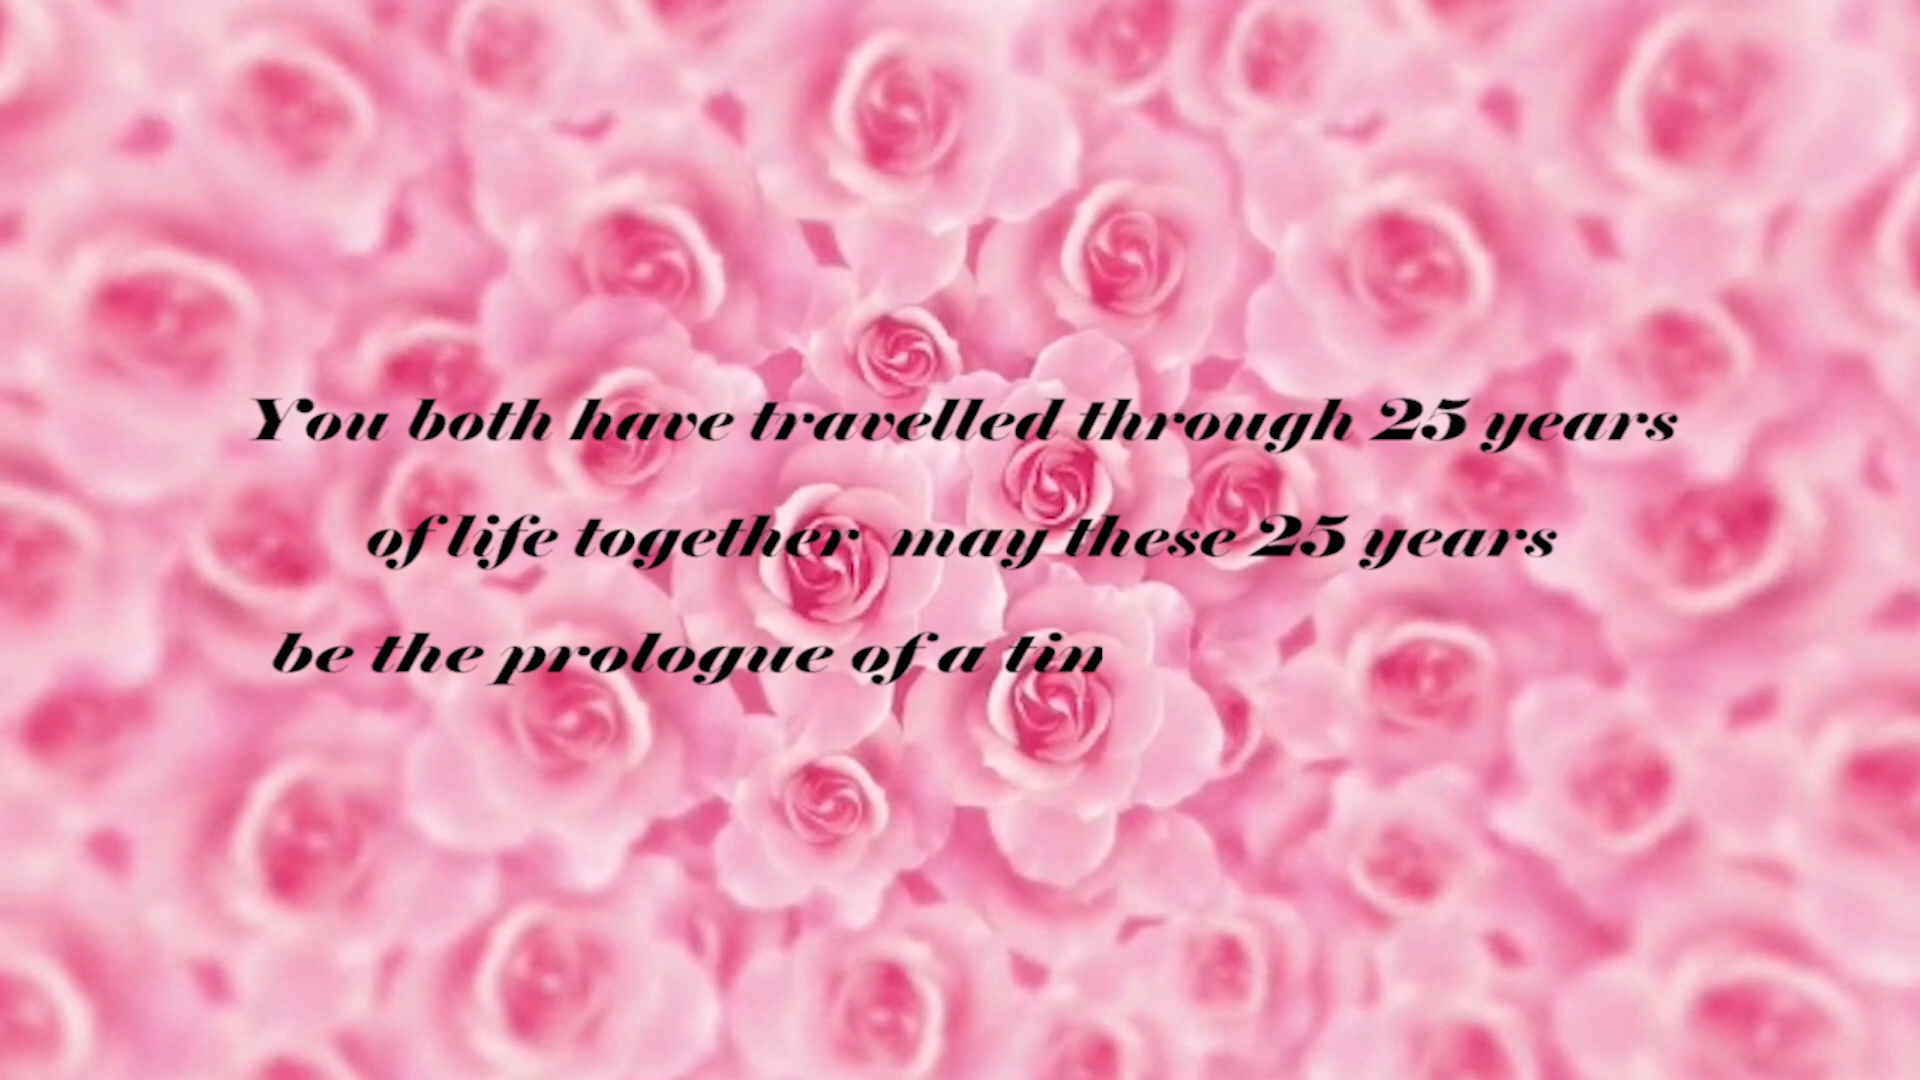 You both have travelled through 25 years
of life together may these 25 years
be the prologue of a tin